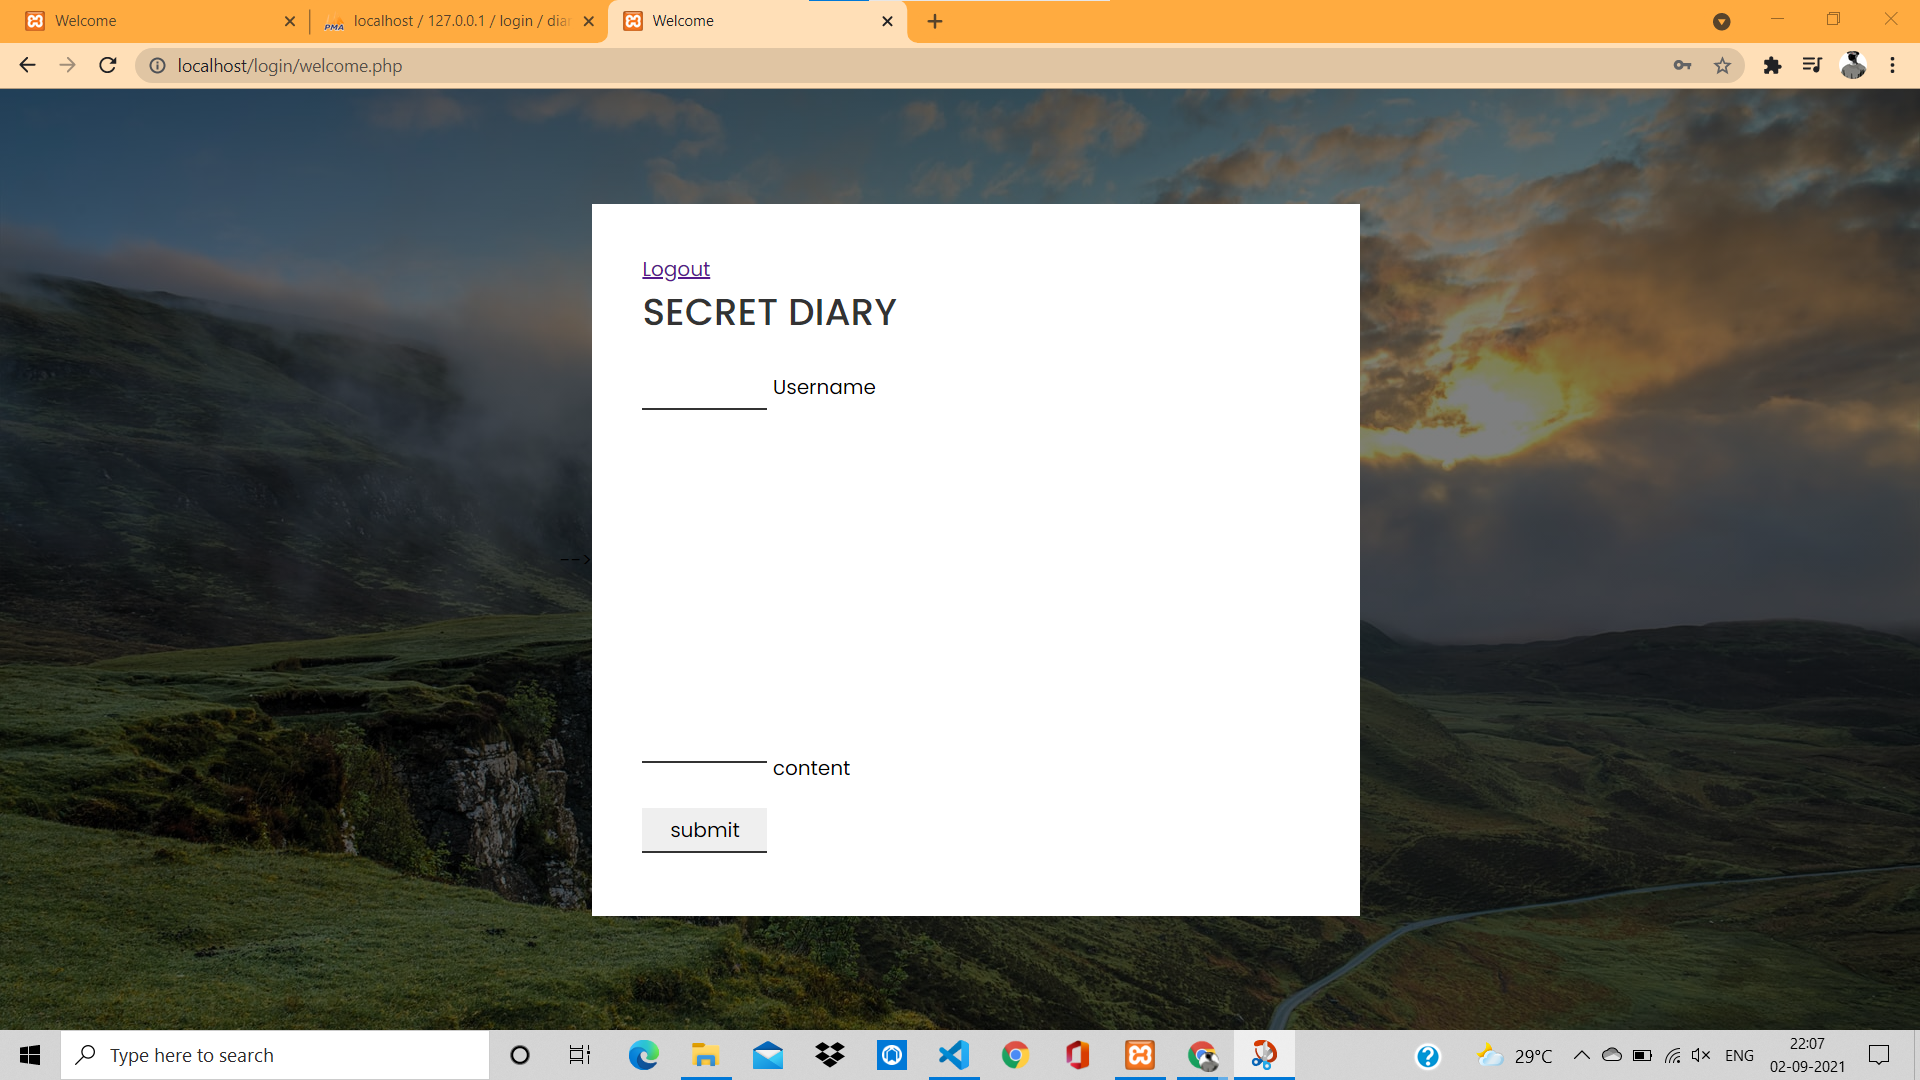 Welcome
PMA
localhost / 127.0.0.1 / login / diar
Welcome
localhost/login/welcome.php
Logout
SECRET DIARY
Username
-->
content
submit
Type here to search
29°C
ENG
22:07
02-09-2021